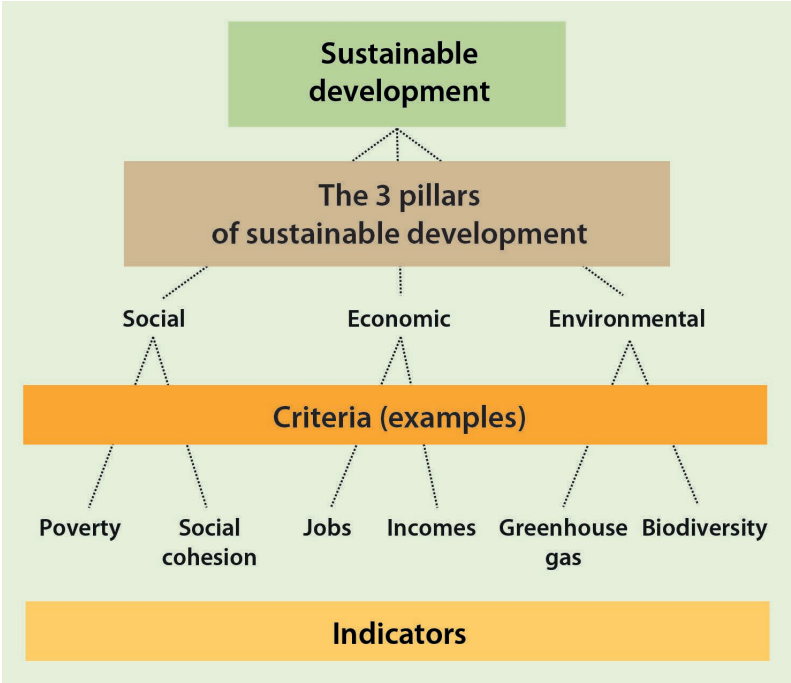 Sustainable
development
The 3 pillars
of sustainable development
Social
Economic
Environmental
Criteria (examples)
Poverty
Social
cohesion
Jobs
Incomes
Greenhouse
gas
Biodiversity
Indicators